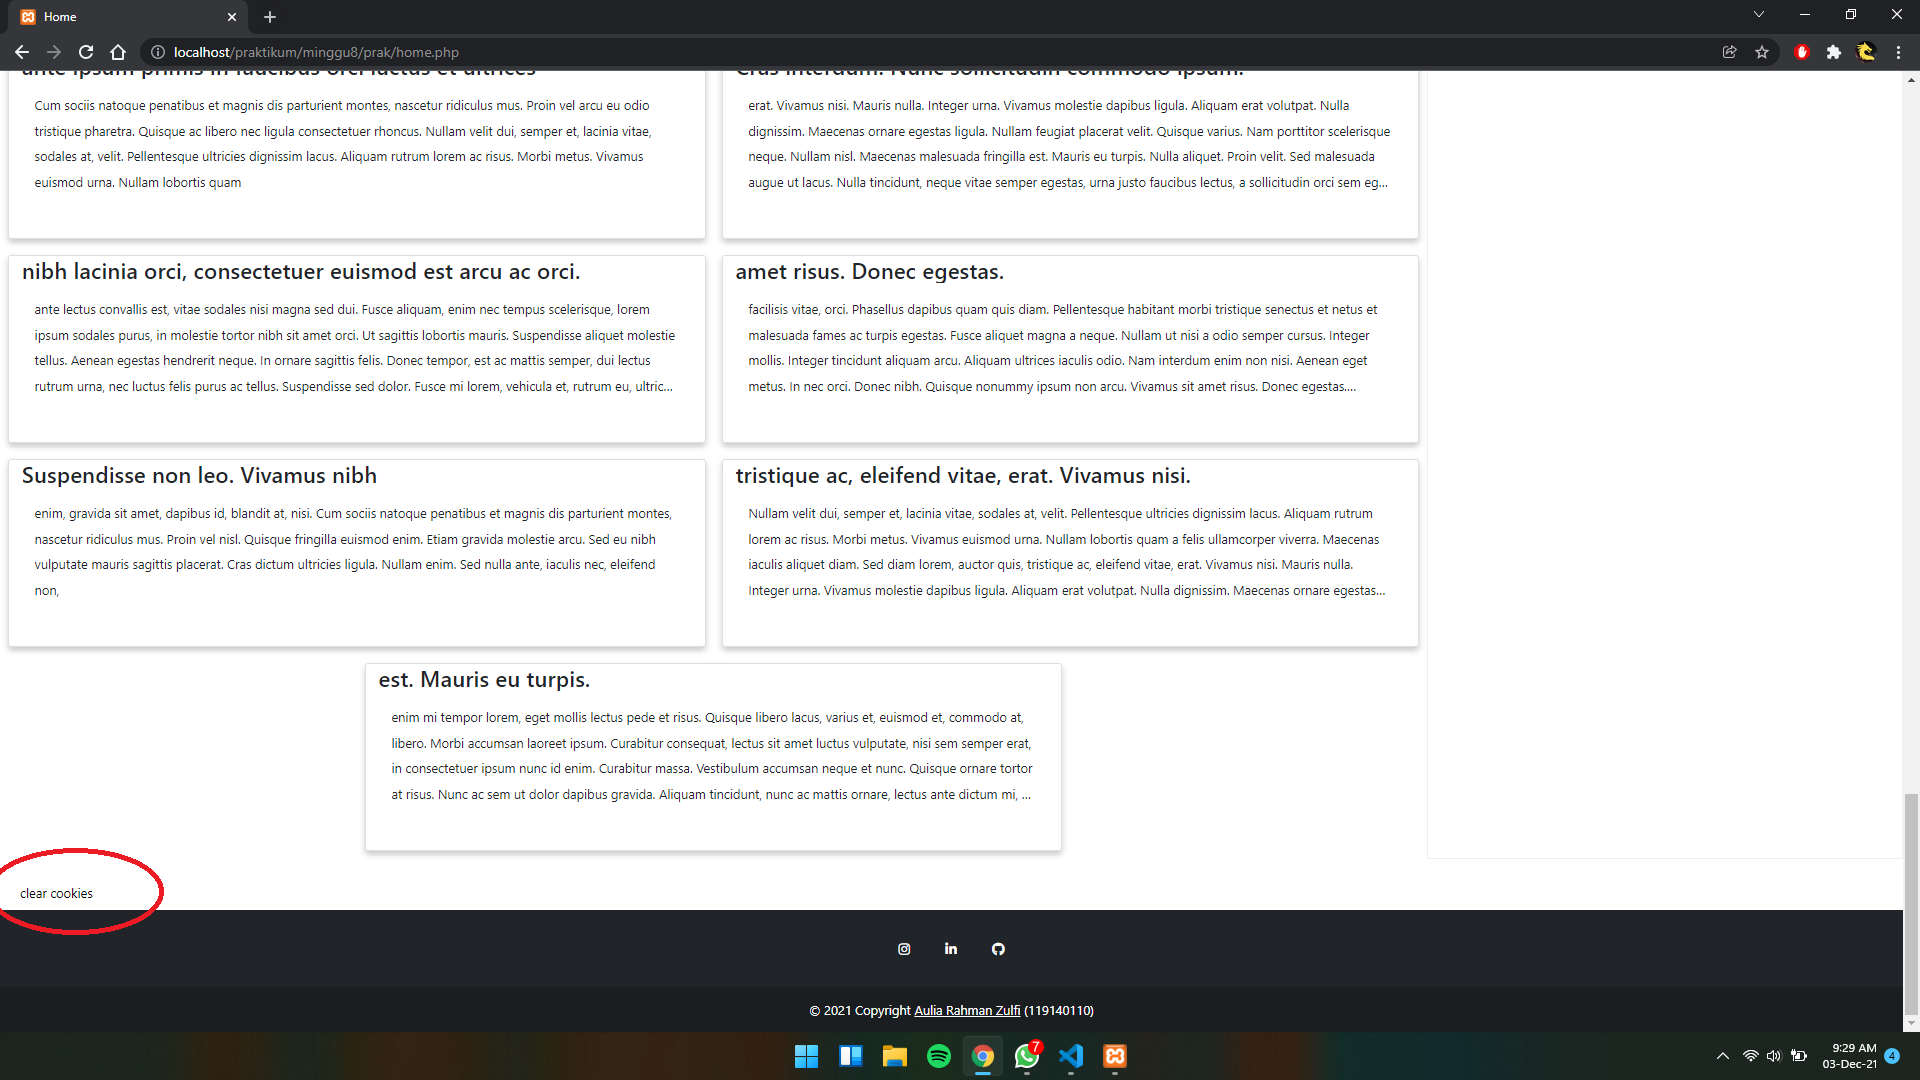 Home
localhost/praktikum/minggu8/prak/home.php
ante ipsum primis in faucibus orci luctus et ultrices
Cum sociis natoque penatibus et magnis dis parturient montes, nascetur ridiculus mus. Proin vel arcu eu odio
tristique pharetra. Quisque ac libero nec ligula consectetuer rhoncus. Nullam velit dui, semper et, lacinia vitae,
sodales at, velit. Pellentesque ultricies dignissim lacus. Aliquam rutrum lorem ac risus. Morbi metus. Vivamus
euismod urna. Nullam lobortis quam
Cras interdum. Nunc sollicitudin commodo ipsum.
erat. Vivamus nisi. Mauris nulla. Integer urna. Vivamus molestie dapibus ligula. Aliquam erat volutpat. Nulla
dignissim. Maecenas ornare egestas ligula. Nullam feugiat placerat velit. Quisque varius. Nam porttitor scelerisque
neque. Nullam nisl. Maecenas malesuada fringilla est. Mauris eu turpis. Nulla aliquet. Proin velit. Sed malesuada
augue ut lacus. Nulla tincidunt, neque vitae semper egestas, urna justo faucibus lectus, a sollicitudin orci sem eg...
nibh lacinia orci, consectetuer euismod est arcu ac orci.
ante lectus convallis est, vitae sodales nisi magna sed dui. Fusce aliquam, enim nec tempus scelerisque, lorem
ipsum sodales purus, in molestie tortor nibh sit amet orci. Ut sagittis lobortis mauris. Suspendisse aliquet molestie
tellus. Aenean egestas hendrerit neque. In ornare sagittis felis. Donec tempor, est ac mattis semper, dui lectus
rutrum urna, nec luctus felis purus ac tellus. Suspendisse sed dolor. Fusce mi lorem, vehicula et, rutrum eu, ultric...
amet risus. Donec egestas.
facilisis vitae, orci. Phasellus dapibus quam quis diam. Pellentesque habitant morbi tristique senectus et netus et
malesuada fames ac turpis egestas. Fusce aliquet magna a neque. Nullam ut nisi a odio semper cursus. Integer
mollis. Integer tincidunt aliquam arcu. Aliquam ultrices iaculis odio. Nam interdum enim non nisi. Aenean eget
metus. In nec orci. Donec nibh. Quisque nonummy ipsum non arcu. Vivamus sit amet risus. Donec egestas....
Suspendisse non leo. Vivamus nibh
enim, gravida sit amet, dapibus id, blandit at, nisi. Cum sociis natoque penatibus et magnis dis parturient montes,
nascetur ridiculus mus. Proin vel nisl. Quisque fringilla euismod enim. Etiam gravida molestie arcu. Sed eu nibh
vulputate mauris sagittis placerat. Cras dictum ultricies ligula. Nullam enim. Sed nulla ante, iaculis nec, eleifend
non,
tristique ac, eleifend vitae, erat. Vivamus nisi.
Nullam velit dui, semper et, lacinia vitae, sodales at, velit. Pellentesque ultricies dignissim lacus. Aliquam rutrum
lorem ac risus. Morbi metus. Vivamus euismod urna. Nullam lobortis quam a felis ullamcorper viverra. Maecenas
iaculis aliquet diam. Sed diam lorem, auctor quis, tristique ac, eleifend vitae, erat. Vivamus nisi. Mauris nulla.
Integer urna. Vivamus molestie dapibus ligula. Aliquam erat volutpat. Nulla dignissim. Maecenas ornare egestas...
est. Mauris eu turpis.
enim mi tempor lorem, eget mollis lectus pede et risus. Quisque libero lacus, varius et, euismod et, commodo at,
libero. Morbi accumsan laoreet ipsum. Curabitur consequat, lectus sit amet luctus vulputate, nisi sem semper erat,
in consectetuer ipsum nunc id enim. Curabitur massa. Vestibulum accumsan neque et nunc. Quisque ornare tortor
at risus. Nunc ac sem ut dolor dapibus gravida. Aliquam tincidunt, nunc ac mattis ornare, lectus ante dictum mi, ...
clear cookies
© 2021 Copyright Aulia Rahman Zulfi (119140110)
7
9:29 AM
03-Dec-21
4